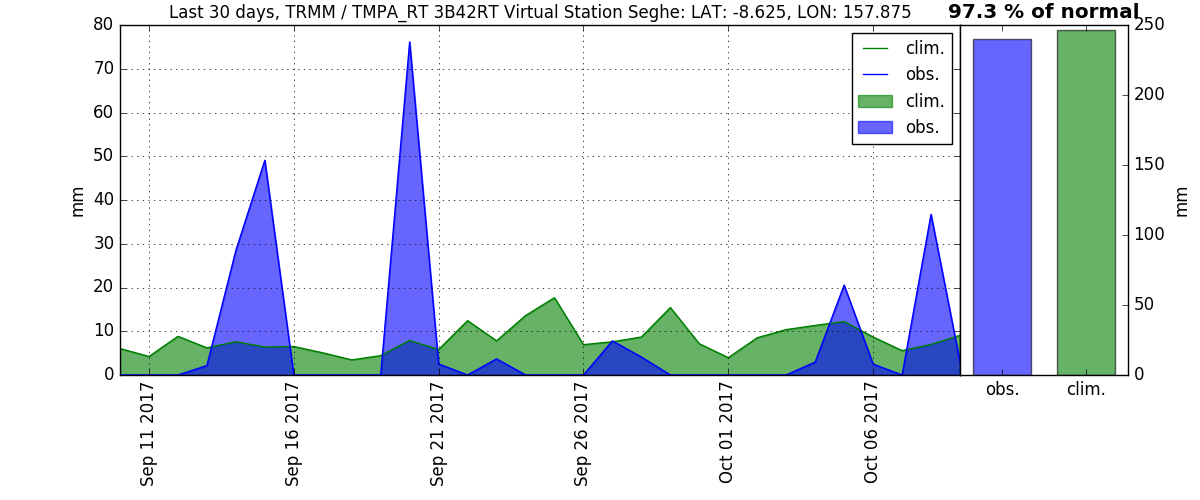 Last 30 days, TRMM / TMPA_RT 3B42RT Virtual Station Seghe: LAT: -8.625, LON: 157.875
97.3 % of normal
80
70
60
50
40
30
20
10
0
mm
clim.
obs.
clim.
obs.
Sep 11 2017
Sep 16 2017
Sep 21 2017
Sep 26 2017
Oct 01 2017
Oct 06 2017
250
200
150
100
50
0
mm
obs.
clim.